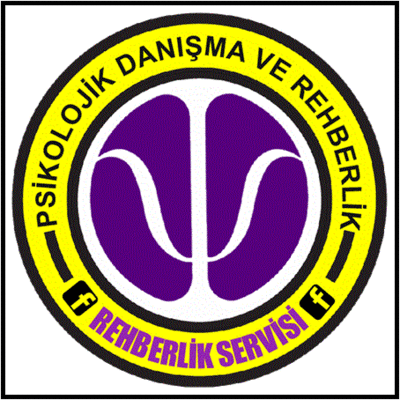 PSİKOLOJİK DANIŞMA VE REHBERLİK
REHBERLİK SERVİSİ